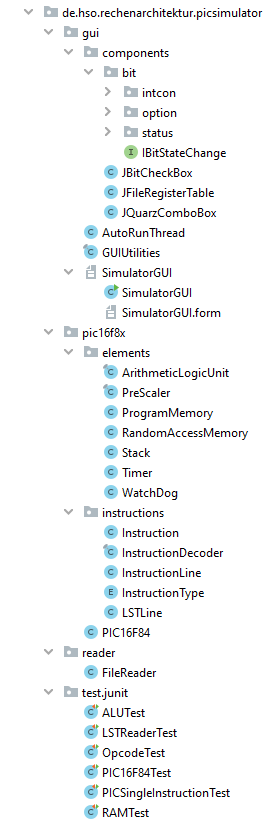 de.hso.rechenarchitektur.picsimulator
gui
components
bit
intcon
option
status
IBitStateChange
JBitCheckBox
JFileRegisterTable
JQuarzComboBox
AutoRunThread
GUIUtilities
SimulatorGUI
SimulatorGUI
SimulatorGUI.form
pic16f8x
elements
ArithmeticLogicUnit
PreScaler
ProgramMemory
RandomAccessMemory
Stack
Timer
WatchDog
instructions
Instruction
InstructionDecoder
InstructionLine
InstructionType
LSTLine
PIC16F84
reader
FileReader
test.junit
ALUTest
LSTReaderTest
OpcodeTest
PIC16F84Test
PICSingleInstructionTest
RAMTest